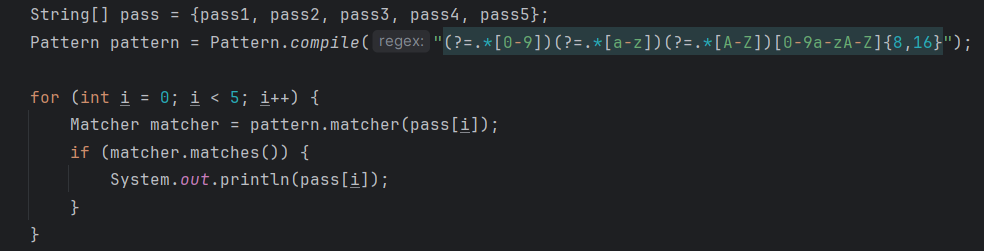 String[] pass = {pass1, pass2, pass3, pass4, pass5};
Pattern pattern = Pattern.compile( regex: "(?=.*[0-9])(?=.*[a-z])(?=.*[A-Z])[0-9a-zA-Z]{8,16}");
for (int i = 0; i < 5; i++) {
Matcher matcher = pattern.matcher(pass[i]);
if (matcher.matches()) {
System.out.println(pass[i]);
}
}